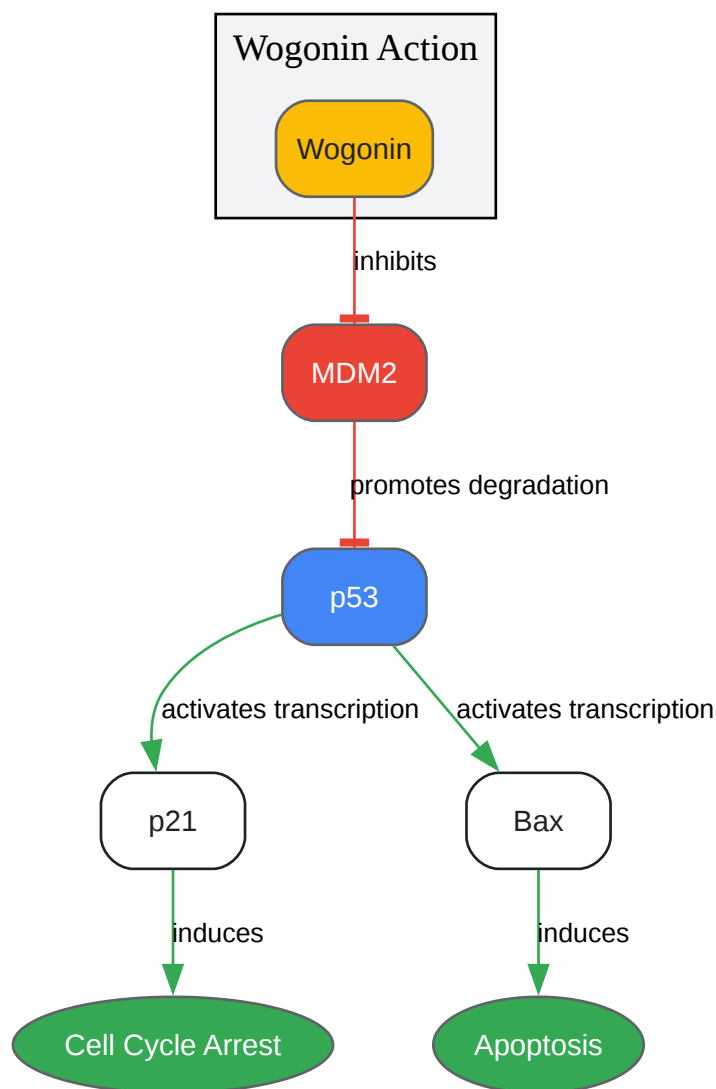 Wogonin Action
Wogonin
inhibits
MDM2
promotes degradation
p53
activates transcription
activates transcription
p21
Bax
induces
induces
Cell Cycle Arrest
Apoptosis